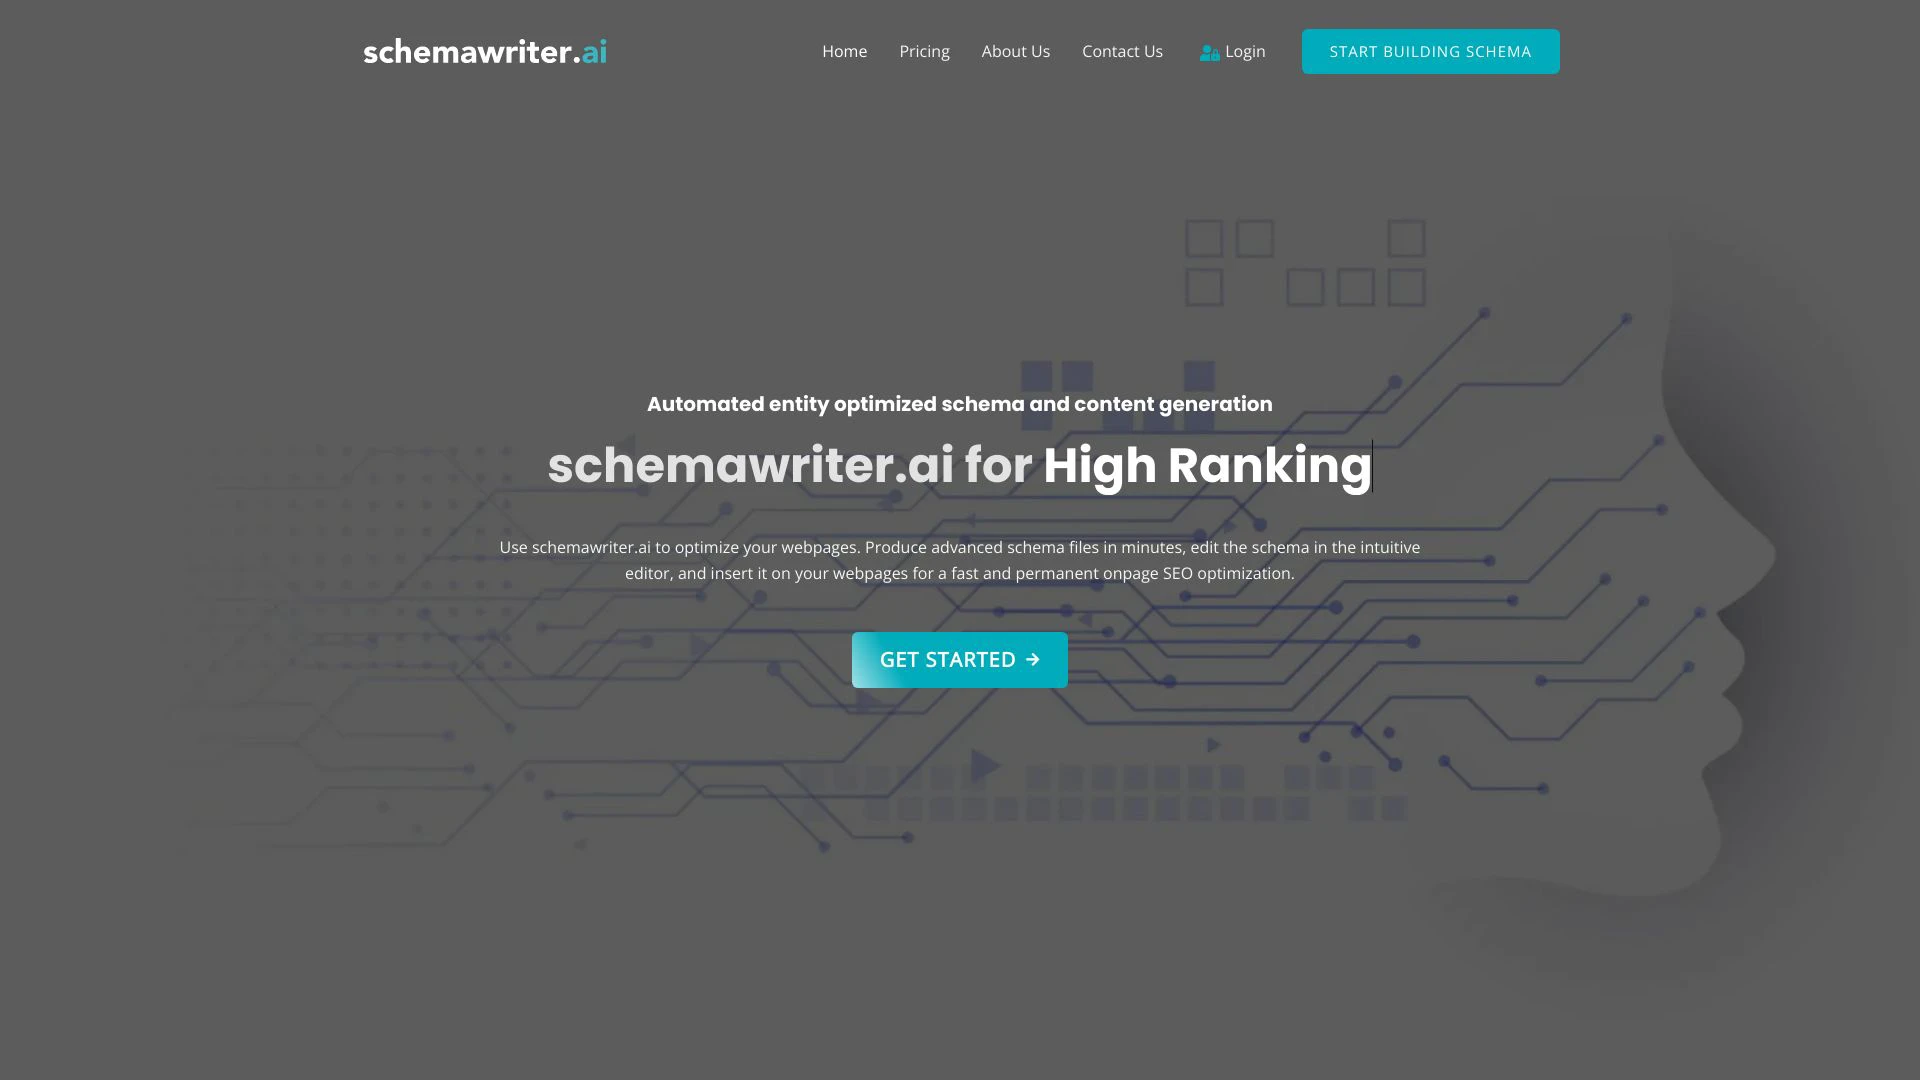 schemawriter.ai
Home
Pricing
About Us
Contact Us
Login
START BUILDING SCHEMA
Automated entity optimized schema and content generation
schemawriter.ai for High Ranking
Use schemawriter.ai to optimize your webpages. Produce advanced schema files in minutes, edit the schema in the intuitive
editor, and insert it on your webpages for a fast and permanent onpage SEO optimization.
GET STARTED →